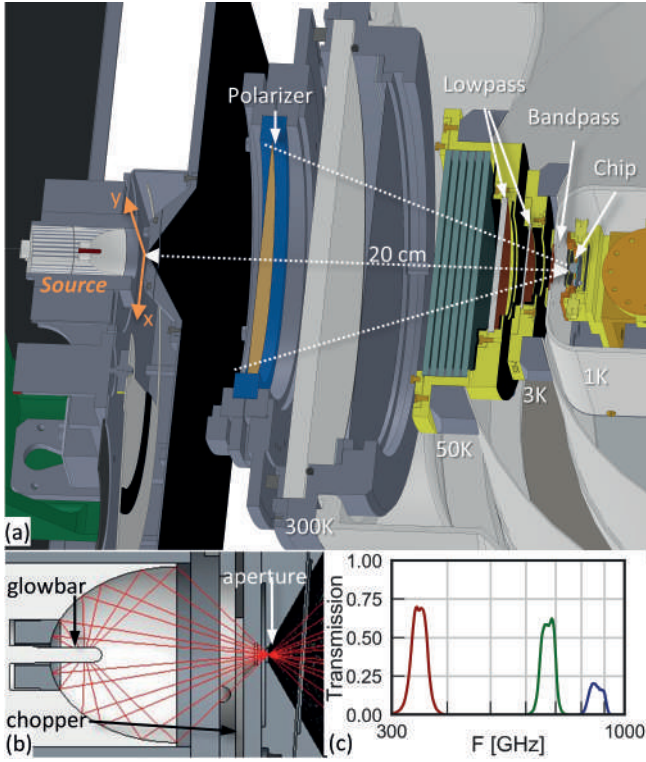 Lowpass
Polarizer
Bandpass
Chip
y
20 cm
Source
x
1K
3K
50K
(a)
300K
glowbar
aperture
chopper
(b)
1.00
0.75
0.50
0.25
0.00
Transmission
300
1000
F [GHz]
(c)